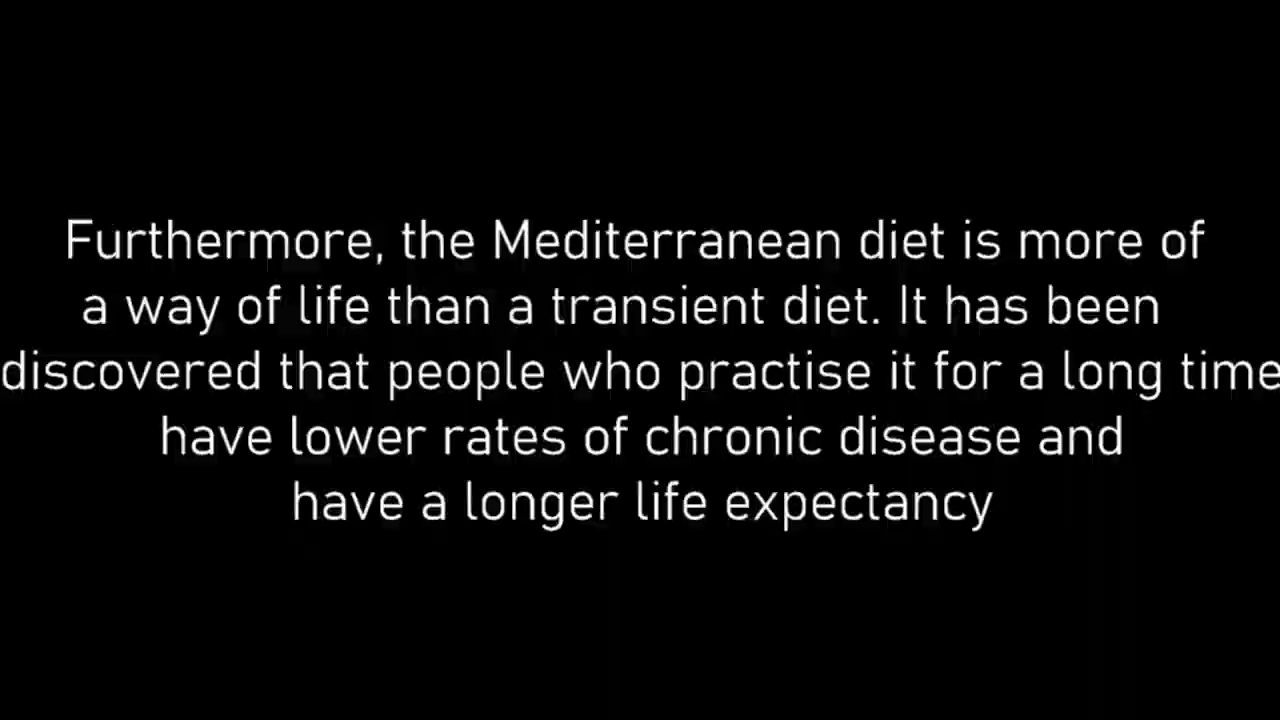 Furthermore, the Mediterranean diet is more of
a way of life than a transient diet. It has been
discovered that people who practise it for a long time
have lower rates of chronic disease and
have a longer life expectancy